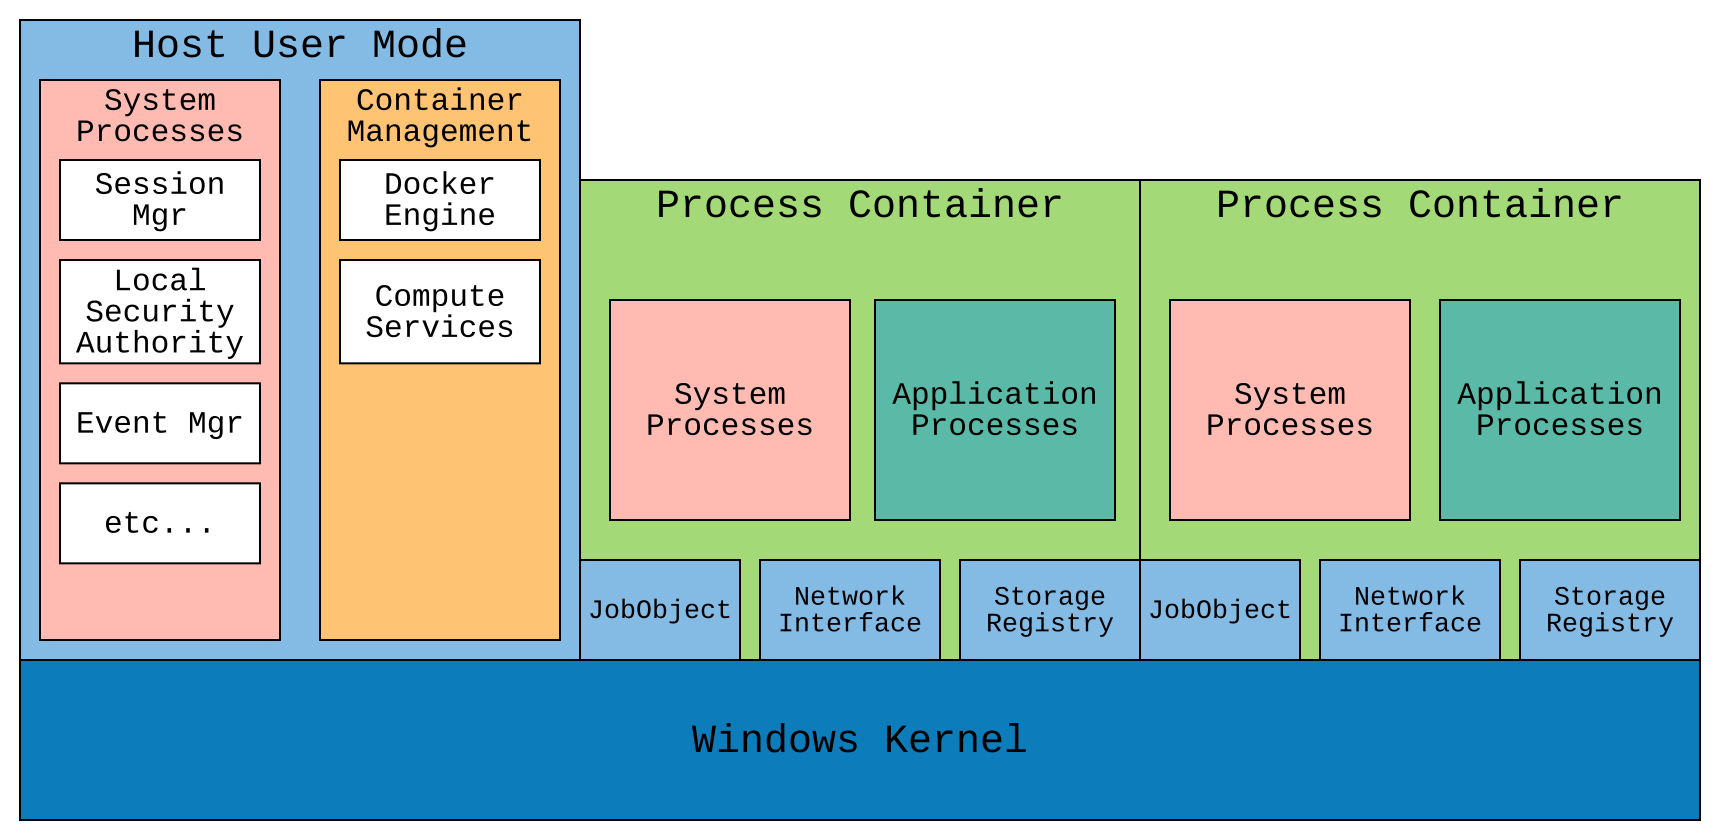 Host User Mode
System
Processes
Session
Mgr
Local
Security
Authority
Event Mgr
etc...
Container
Management
Docker
Engine
Compute
Services
Process Container
System
Processes
Application
Processes
JobObject
Network
Interface
Storage
Registry
Process Container
System
Processes
Application
Processes
JobObject
Network
Interface
Storage
Registry
Windows Kernel